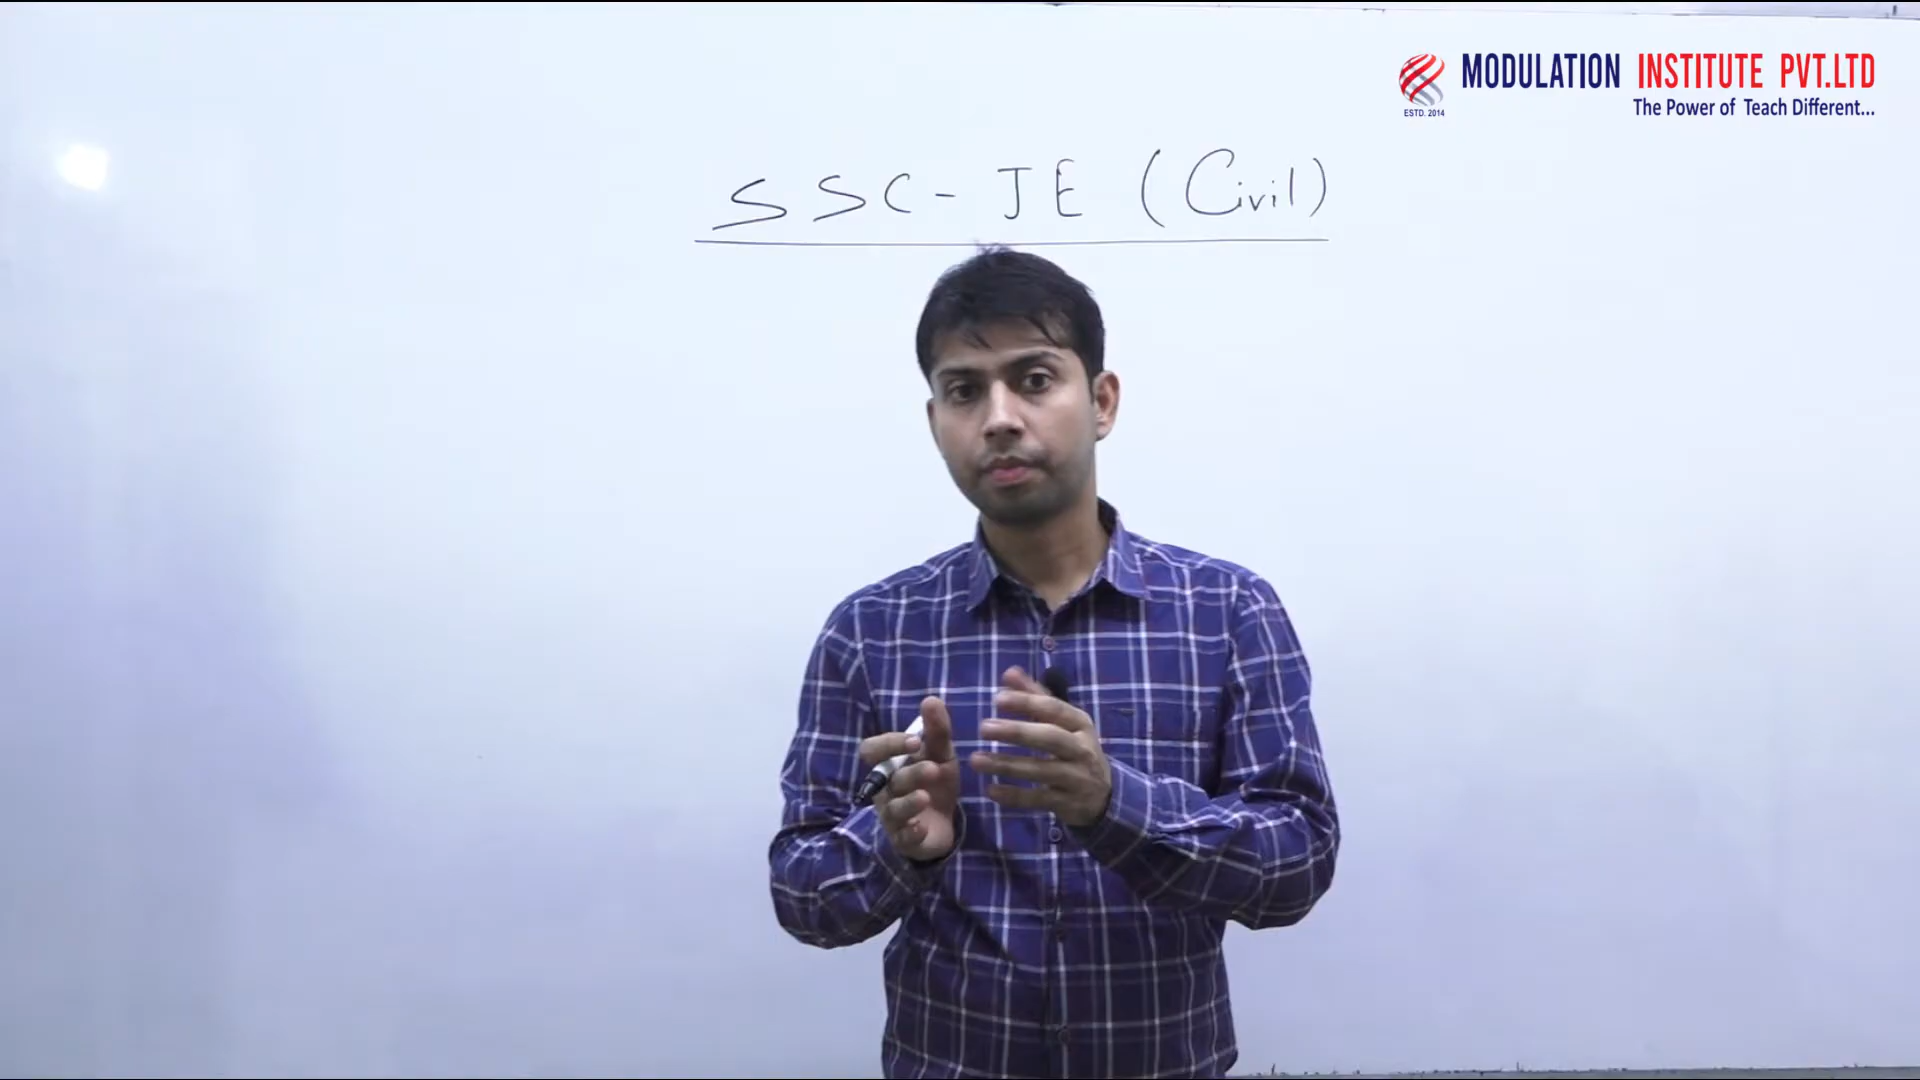 MODULATION INSTITUTE PVT.LTD
The Power of Teach Different...
ESTD. 2014
SSC-JE (Civil)